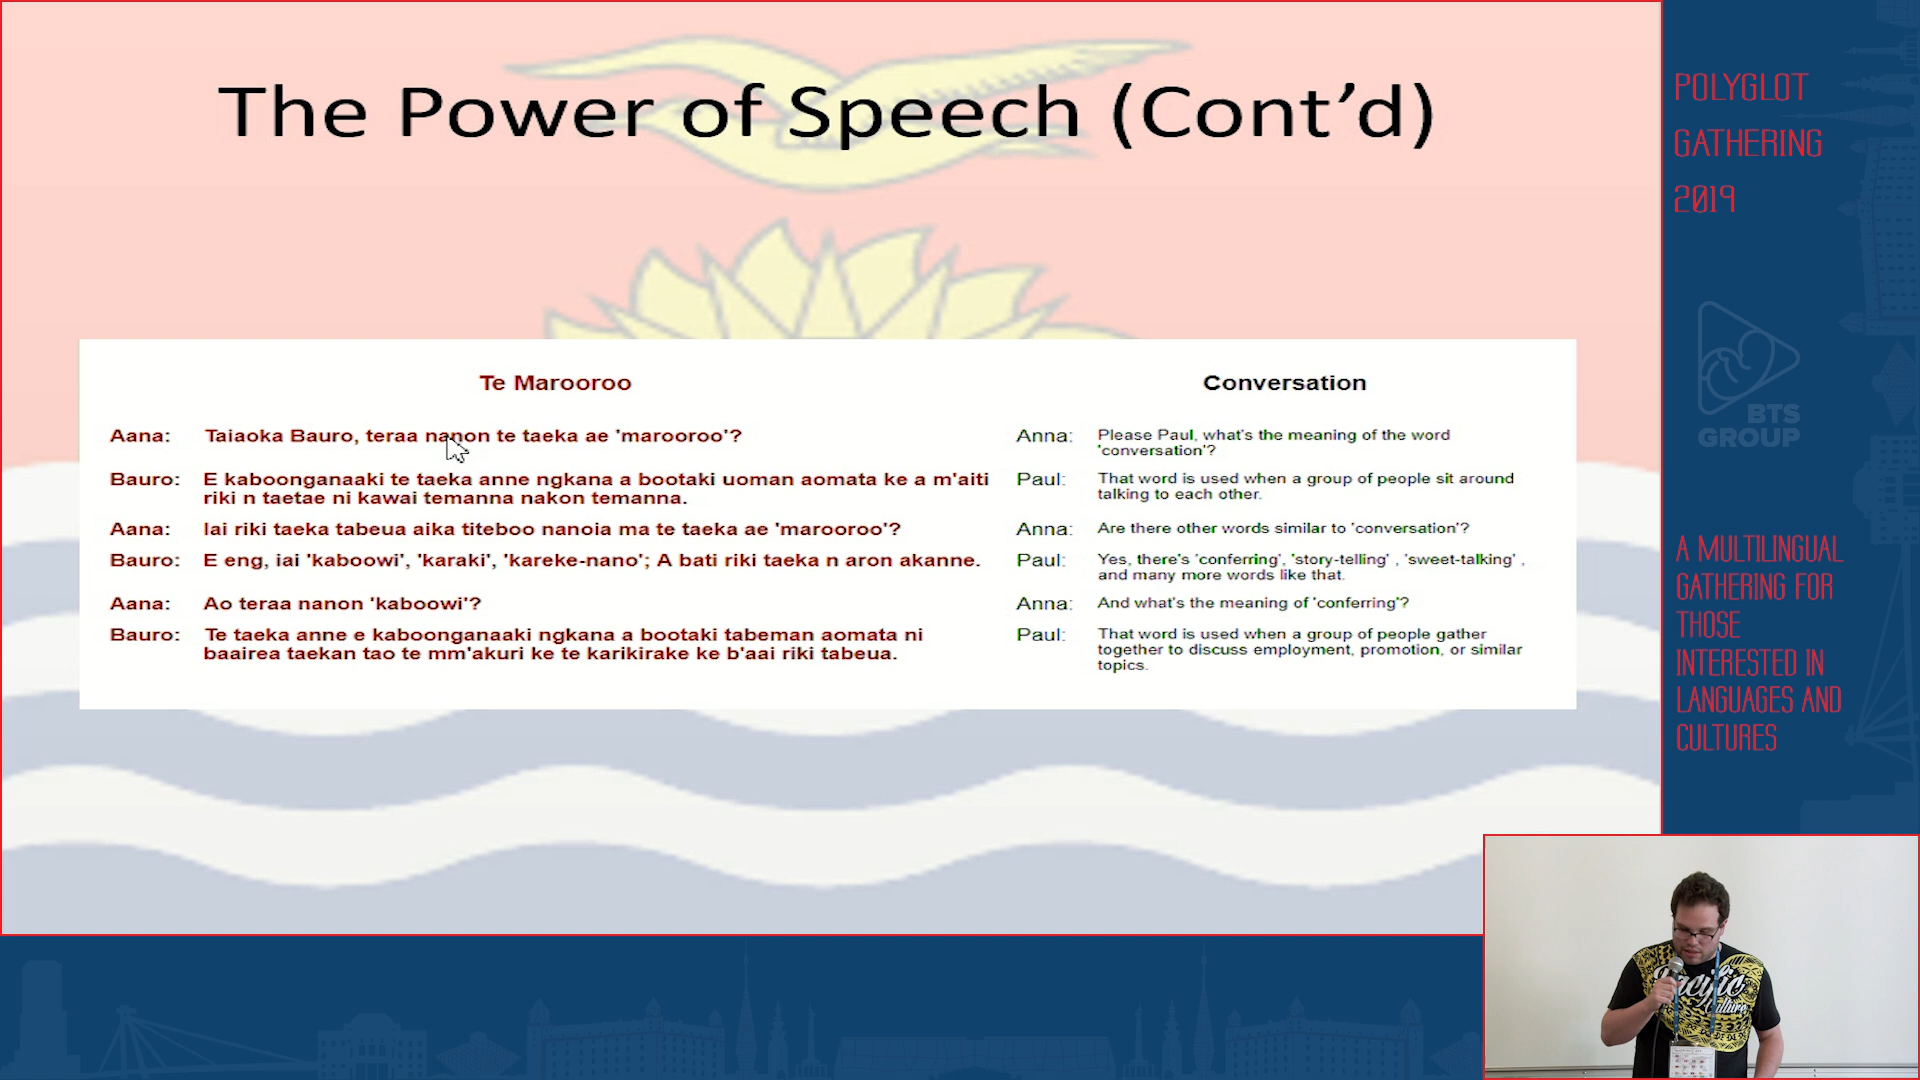 The Power of Speech (Cont'd)
Te Marooroo
Aana: Taiaoka Bauro, teraa nanon te taeka ae 'marooroo'?
Bauro: E kaboonganaaki te taeka anne ngkana a bootaki uoman aomata ke a m'aiti
riki n taetae ni kawai temanna nakon temanna.
Aana: Iai riki taeka tabeua aika titeboo nanoia ma te taeka ae 'marooroo'?
Bauro: E eng, iai 'kaboowi', 'karaki', 'kareke-nano'; A bati riki taeka n aron akanne.
Aana: Ao teraa nanon 'kaboowi'?
Bauro: Te taeka anne e kaboonganaaki ngkana a bootaki tabeman aomata ni
baairea taekan tao te mm'akuri ke te karikirake ke b'aai riki tabeua.
Conversation
Anna: Please Paul, what's the meaning of the word
'conversation'?
Paul: That word is used when a group of people sit around
talking to each other.
Anna: Are there other words similar to 'conversation'?
Paul: Yes, there's 'conferring', 'story-telling' , 'sweet-talking' ,
and many more words like that.
Anna: And what's the meaning of 'conferring'?
Paul: That word is used when a group of people gather
together to discuss employment, promotion, or similar
topics.
POLYGLOT
GATHERING
2019
BTS
GROUP
A MULTILINGUAL
GATHERING FOR
THOSE
INTERESTED IN
LANGUAGES AND
CULTURES
Pacific
Culture